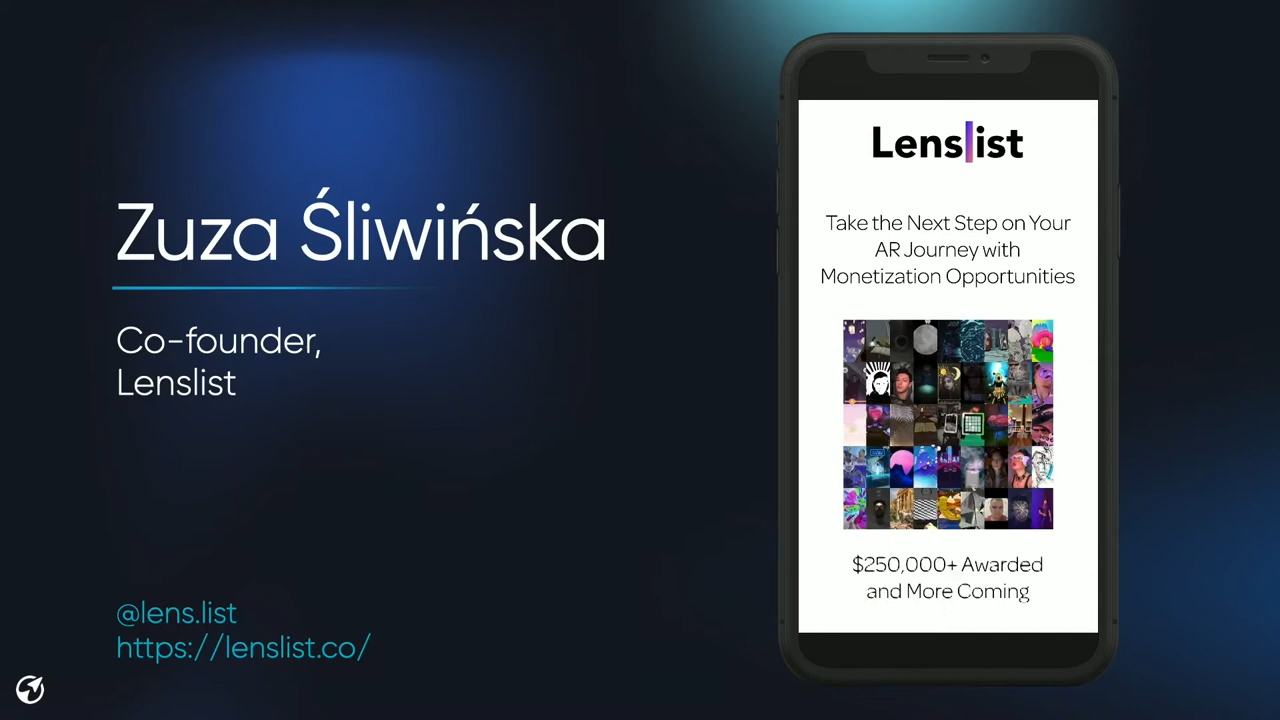 Zuza Śliwińska
Co-founder,
Lenslist
@lens.list
https://lenslist.co/
Lenslist
Take the Next Step on Your
AR Journey with
Monetization Opportunities
$250,000+ Awarded
and More Coming